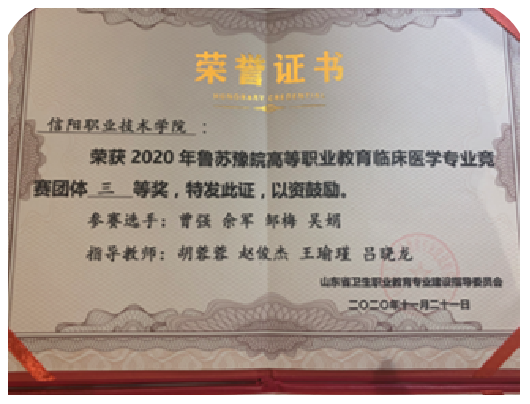 荣誉证书
HONORARY CREDENTIAL
信阳职业技术学院：
荣获2020年鲁苏豫皖高等职业教育临床医学专业竞
赛团体三等奖，特发此证，以资鼓励。
参赛选手：曹强 余军 邹梅 吴娟
指导教师：胡蓉蓉 赵俊杰 王瑜瑾 吕晓龙
山东省卫生职业教育专业建设指导委员会
二〇二〇年十一月二十一日